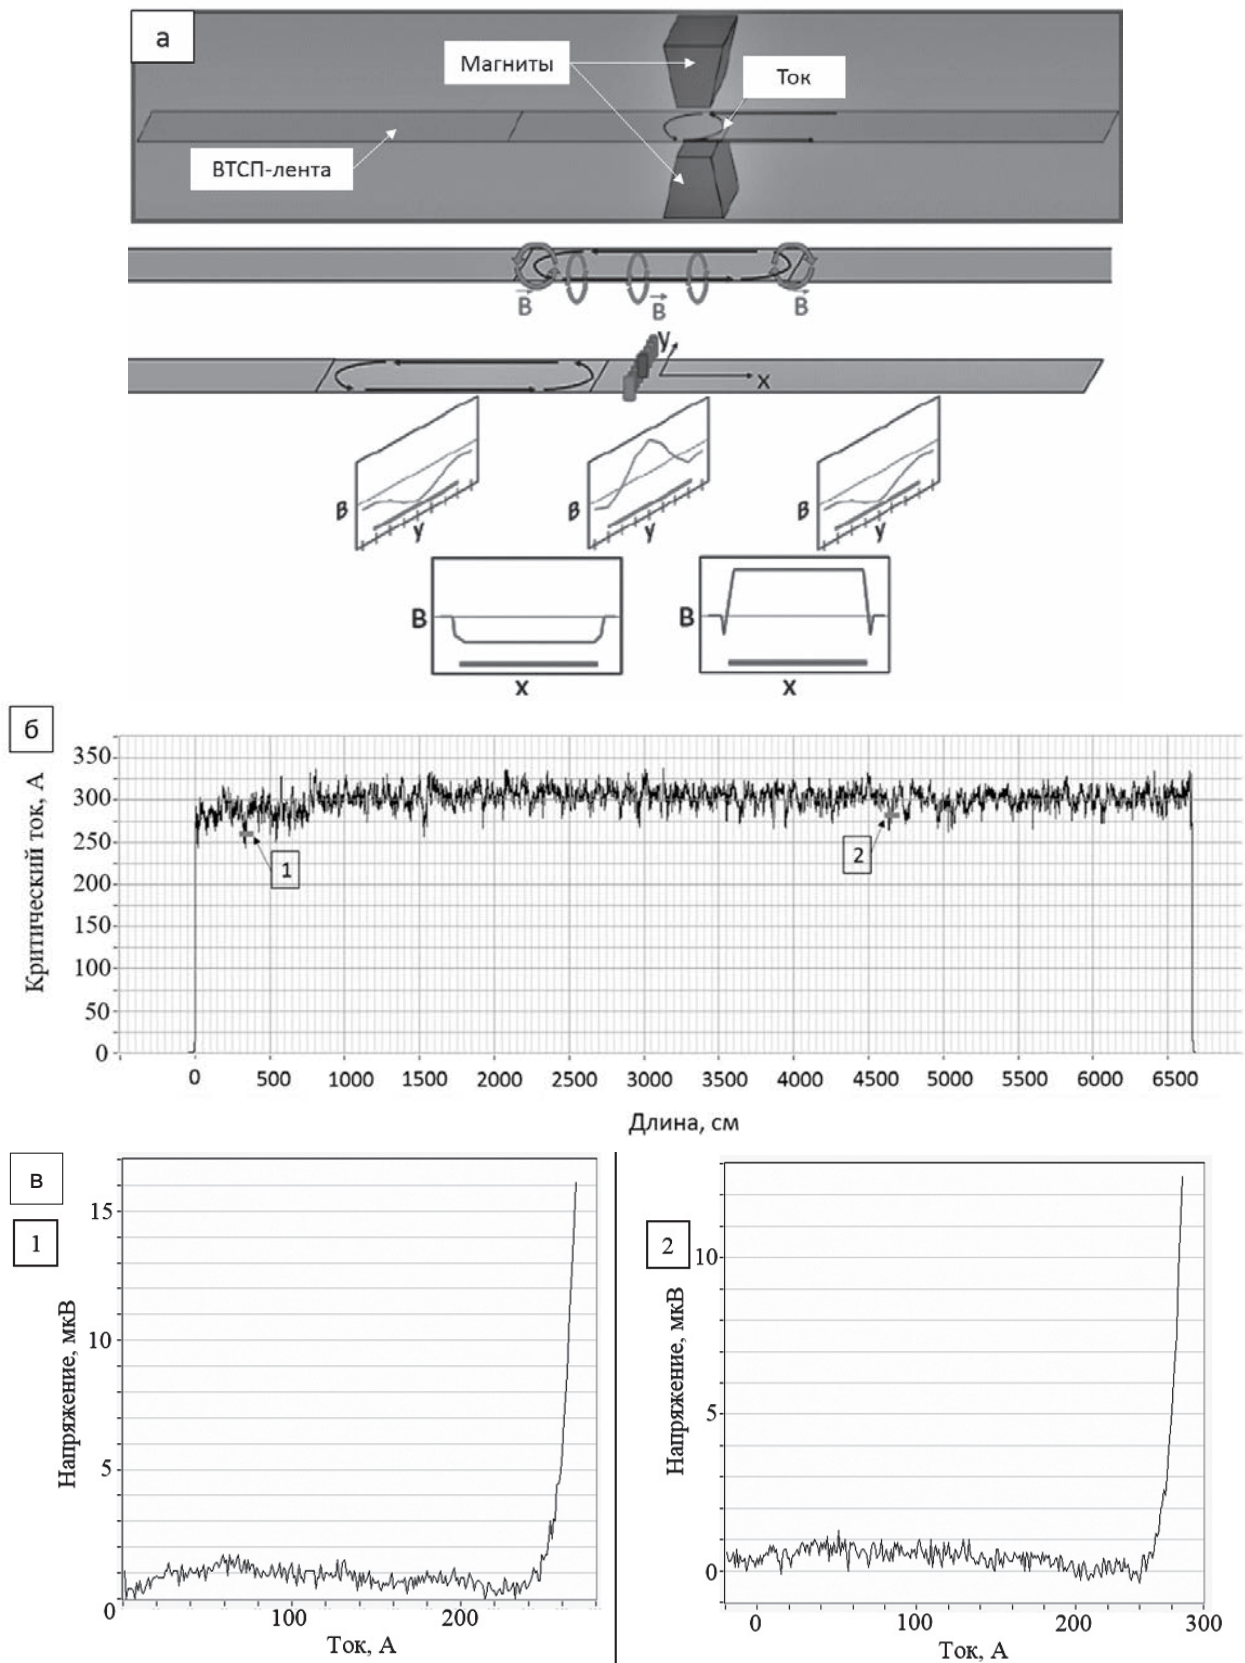 а
Магниты
Ток
ВТСП-лента
B
B
B
y
x
B
y
B
y
B
y
B
x
B
x
б
Критический ток, А
350
300
250
200
150
100
50
0
1
2
0 500 1000 1500 2000 2500 3000 3500 4000 4500 5000 5500 6000 6500
Длина, см
в
1
Напряжение, мкВ
15
10
5
0
100 200
Ток, А
2
Напряжение, мкВ
10
5
0
0 100 200 300
Ток, А